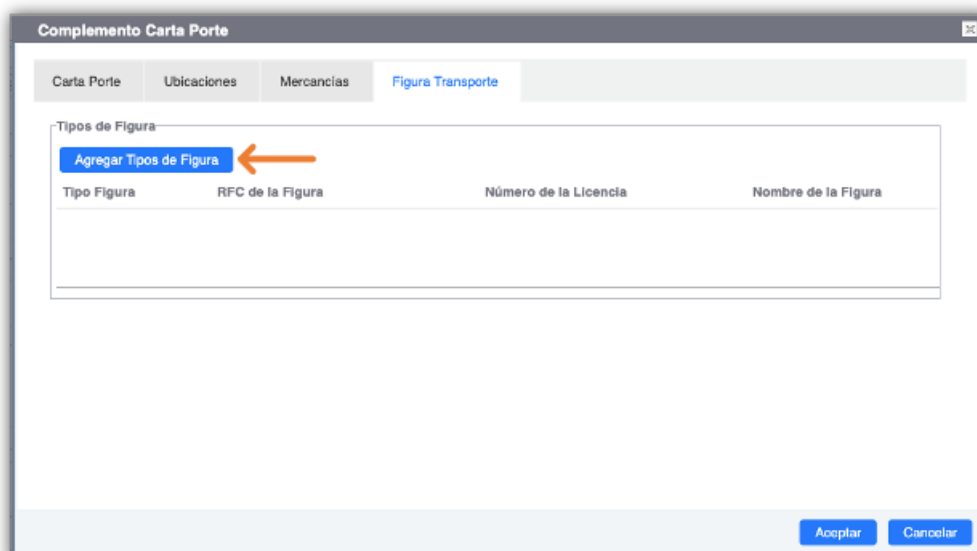 Complemento Carta Porte
Carta Porte Ubicaciones Mercancías Figura Transporte
Tipos de Figura
Agregar Tipos de Figura
Tipo Figura RFC de la Figura Número de la Licencia Nombre de la Figura
Aceptar Cancelar